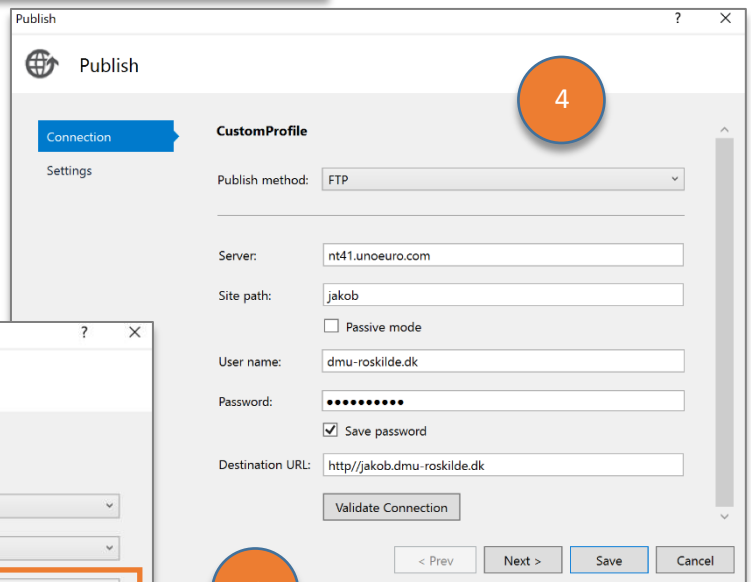 Publish ? ×
Publish
4
Connection
Settings
CustomProfile
Publish method: FTP
Server: nt41.unoeuro.com
Site path: jakob
Passive mode
User name: dmu-roskilde.dk
Password: ●●●●●●●●●●
Save password
Destination URL: http//jakob.dmu-roskilde.dk
Validate Connection
< Prev Next > Save Cancel
? ×